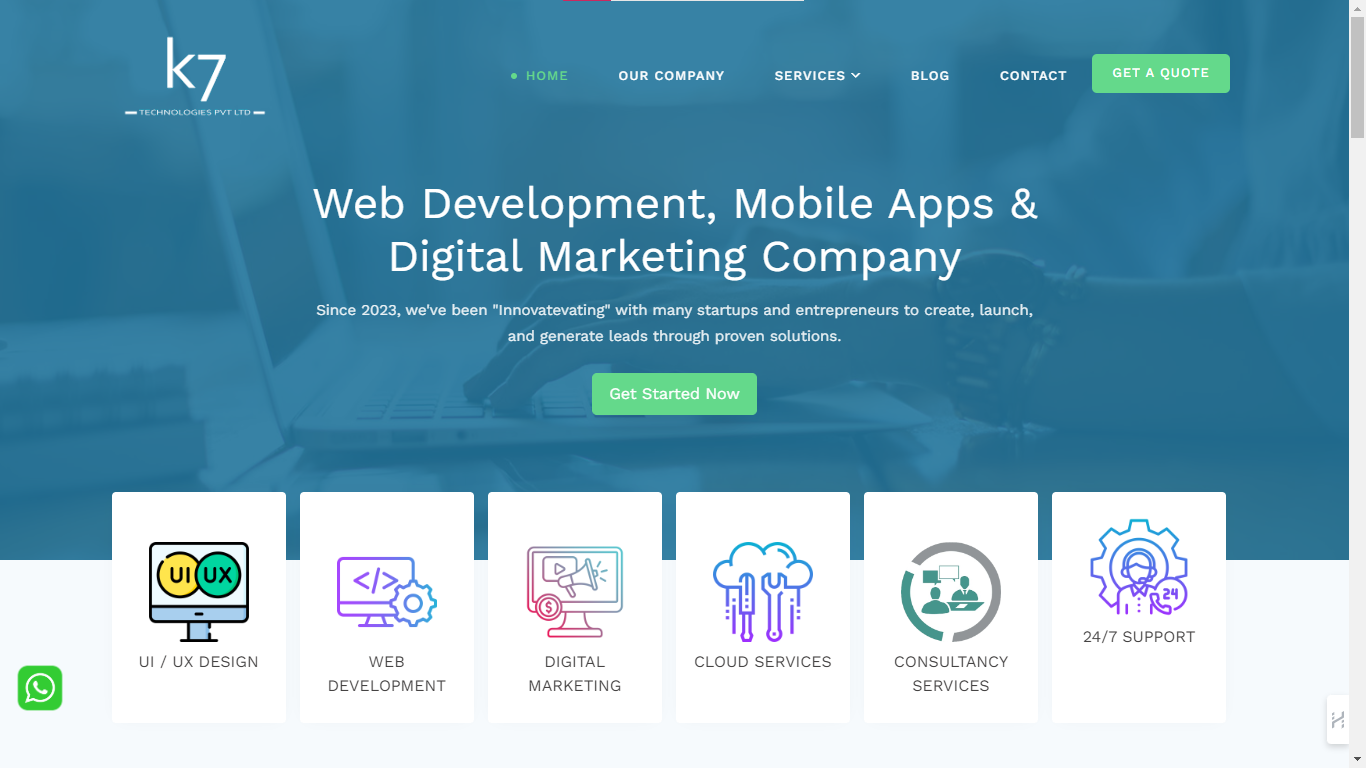 k7
TECHNOLOGIES PVT LTD
HOME
OUR COMPANY
SERVICES
BLOG
CONTACT
GET A QUOTE
Web Development, Mobile Apps &
Digital Marketing Company
Since 2023, we've been "Innovatevating" with many startups and entrepreneurs to create, launch,
and generate leads through proven solutions.
Get Started Now
UI UX
UI / UX DESIGN
</>
WEB
DEVELOPMENT
$
DIGITAL
MARKETING
CLOUD SERVICES
CONSULTANCY
SERVICES
24
24/7 SUPPORT